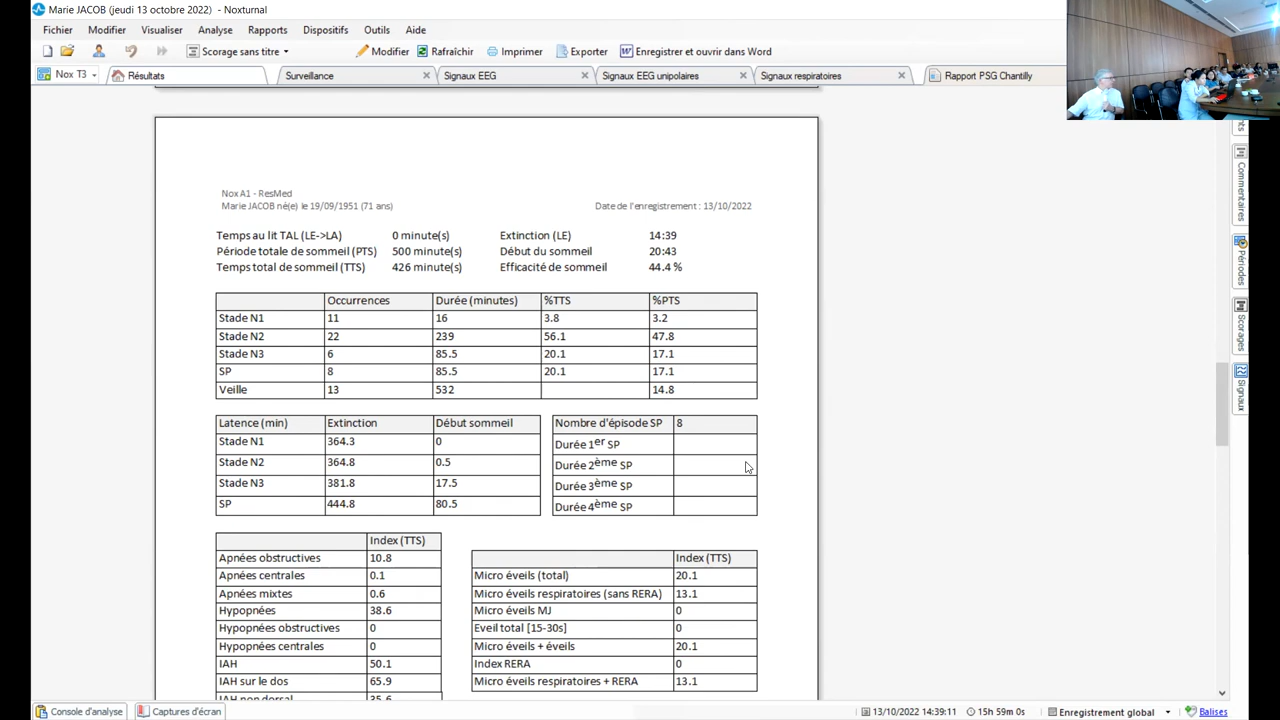 Marie JACOB (jeudi 13 octobre 2022) - Noxturnal
Fichier Modifier Visualiser Analyse Rapports Dispositifs Outils Aide
Scorage sans titre Modifier Rafraîchir Imprimer Exporter Enregistrer et ouvrir dans Word
Nox T3 Résultats Surveillance Signaux EEG Signaux EEG unipolaires Signaux respiratoires Rapport PSG Chantilly
Nox A1 - ResMed
Marie JACOB né(e) le 19/09/1951 (71 ans) Date de l'enregistrement : 13/10/2022
Temps au lit TAL (LE->LA) 0 minute(s) Extinction (LE) 14:39
Période totale de sommeil (PTS) 500 minute(s) Début du sommeil 20:43
Temps total de sommeil (TTS) 426 minute(s) Efficacité de sommeil 44.4 %
Occurrences Durée (minutes) %TTS %PTS
Stade N1 11 16 3.8 3.2
Stade N2 22 239 56.1 47.8
Stade N3 6 85.5 20.1 17.1
SP 8 85.5 20.1 17.1
Veille 13 532 14.8
Latence (min) Extinction Début sommeil
Stade N1 364.3 0
Stade N2 364.8 0.5
Stade N3 381.8 17.5
SP 444.8 80.5
Nombre d'épisode SP 8
Durée 1er SP
Durée 2ème SP
Durée 3ème SP
Durée 4ème SP
Index (TTS)
Apnées obstructives 10.8
Apnées centrales 0.1
Apnées mixtes 0.6
Hypopnées 38.6
Hypopnées obstructives 0
Hypopnées centrales 0
IAH 50.1
IAH sur le dos 65.9
IAH non dorsal 35.6
Index (TTS)
Micro éveils (total) 20.1
Micro éveils respiratoires (sans RERA) 13.1
Micro éveils MJ 0
Eveil total [15-30s] 0
Micro éveils + éveils 20.1
Index RERA 0
Micro éveils respiratoires + RERA 13.1
Commentaires
Périodes
Scorages
Signaux
Console d'analyse Captures d'écran 13/10/2022 14:39:11 15h 59m 0s Enregistrement global Balises